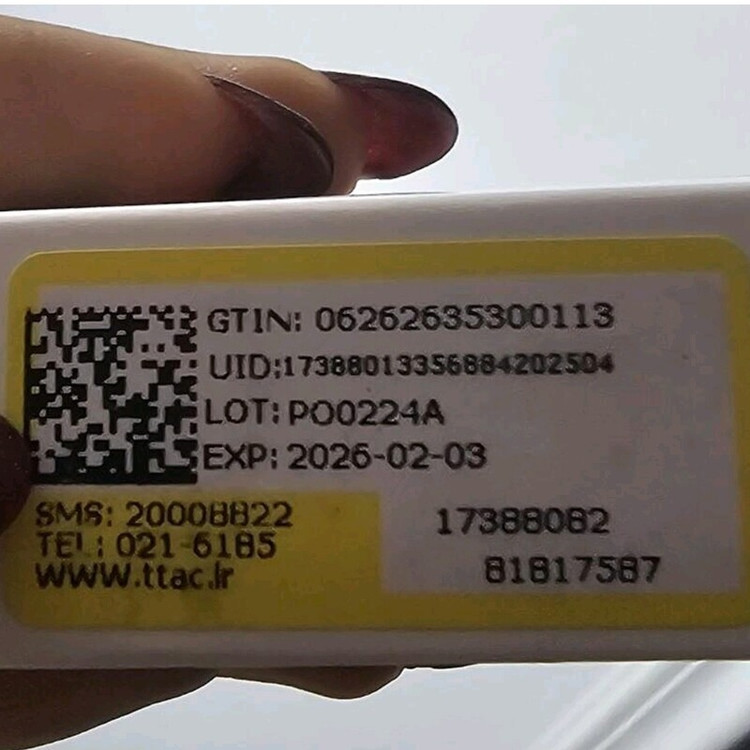 GTIN: 06262635300113
UID:17388013356884202504
LOT: PO0224A
EXP: 2026-02-03
SMS: 20008822
TEL: 021-6185
WWW.ttac.ir
17388082
81817587